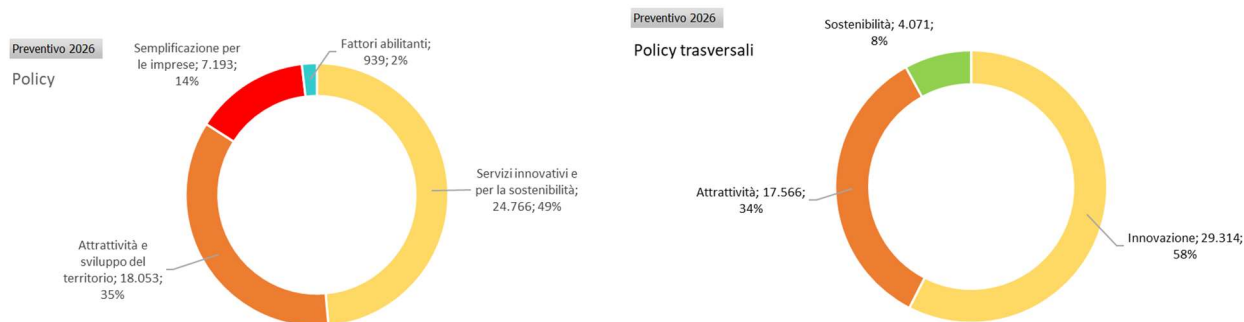 Preventivo 2026
Policy
Semplificazione per
le imprese; 7.193;
14%
Fattori abilitanti;
939; 2%
Servizi innovativi e
per la sostenibilità;
24.766; 49%
Attrattività e
sviluppo del
territorio; 18.053;
35%
Preventivo 2026
Policy trasversali
Sostenibilità; 4.071;
8%
Attrattività; 17.566;
34%
Innovazione; 29.314;
58%